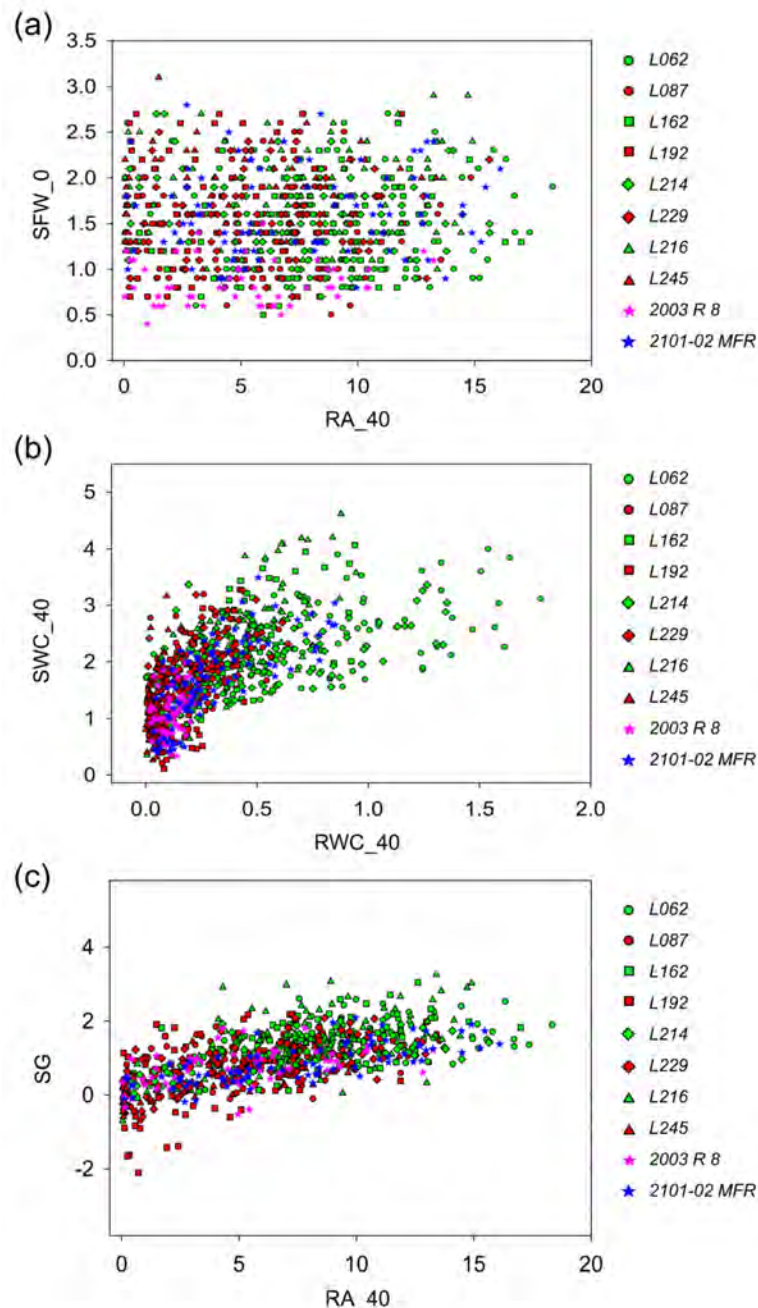 (a)
3.5
3.0
2.5
2.0
1.5
1.0
0.5
0.0
SFW_0
0
5
10
15
20
RA_40
L062
L087
L162
L192
L214
L229
L216
L245
2003 R 8
2101-02 MFR
(b)
5
4
3
2
1
0
SWC_40
0.0
0.5
1.0
1.5
2.0
RWC_40
L062
L087
L162
L192
L214
L229
L216
L245
2003 R 8
2101-02 MFR
(c)
4
2
0
-2
SG
0
5
10
15
20
RA_40
L062
L087
L162
L192
L214
L229
L216
L245
2003 R 8
2101-02 MFR